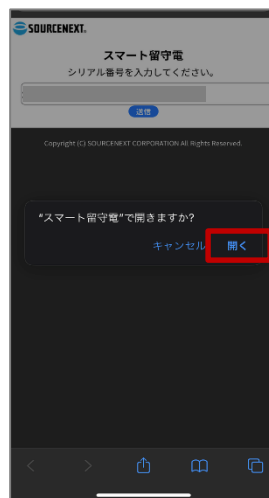 SOURCENEXT.
スマート留守電
シリアル番号を入力してください。
送信
Copyright (C) SOURCENEXT CORPORATION All Rights Reserved.
"スマート留守電"で開きますか?
キャンセル 開く